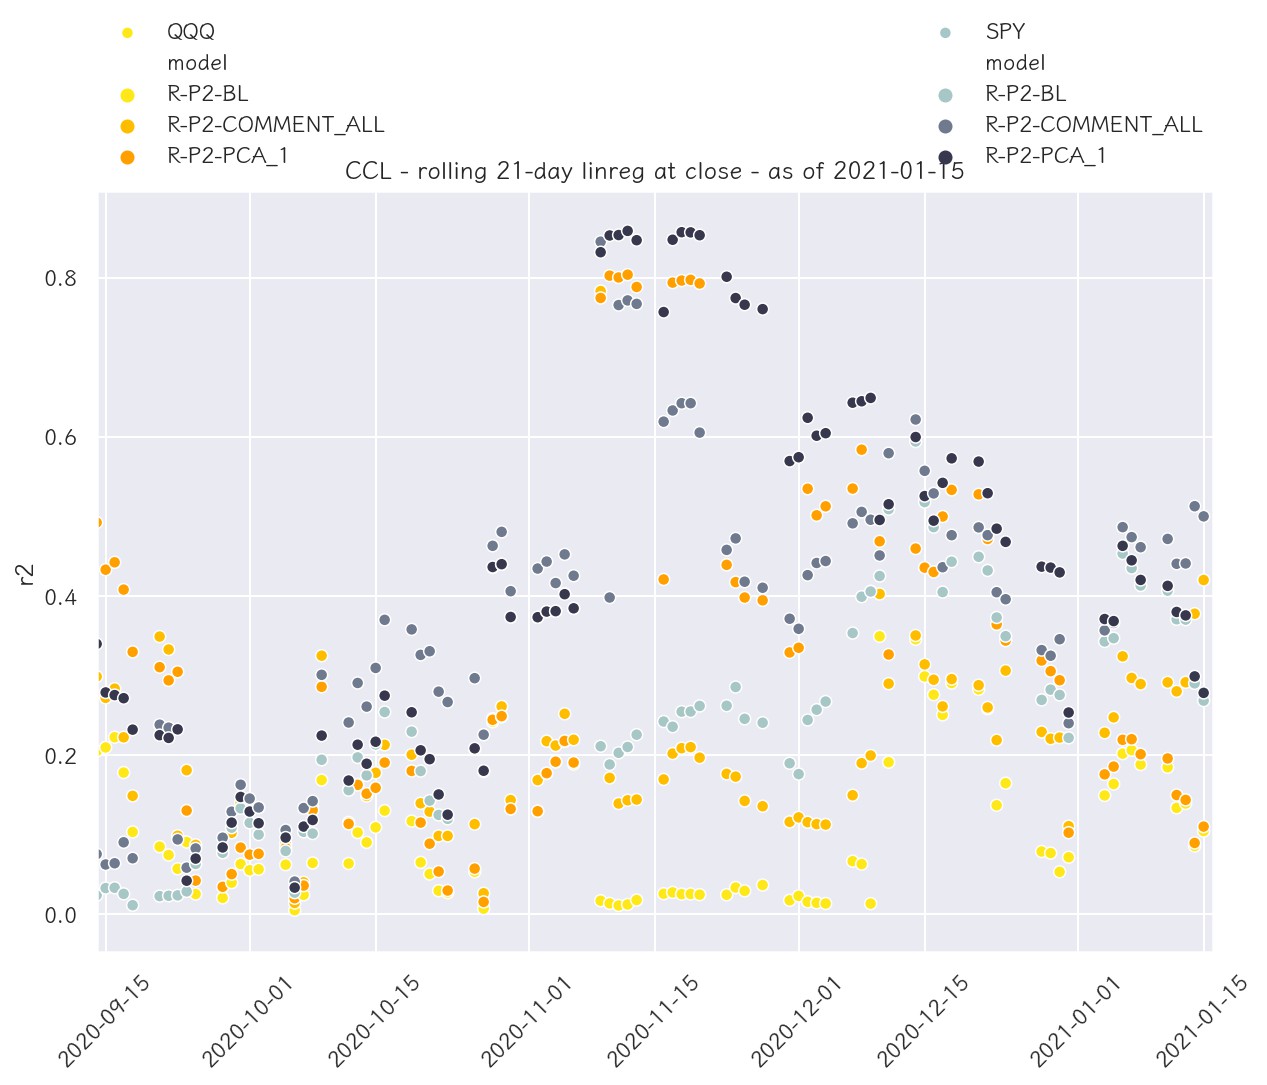 QQQ
model
R-P2-BL
R-P2-COMMENT_ALL
R-P2-PCA_1
SPY
model
R-P2-BL
R-P2-COMMENT_ALL
R-P2-PCA_1
CCL - rolling 21-day linreg at close - as of 2021-01-15
r2
0.8
0.6
0.4
0.2
0.0
2020-09-15
2020-10-01
2020-10-15
2020-11-01
2020-11-15
2020-12-01
2020-12-15
2021-01-01
2021-01-15